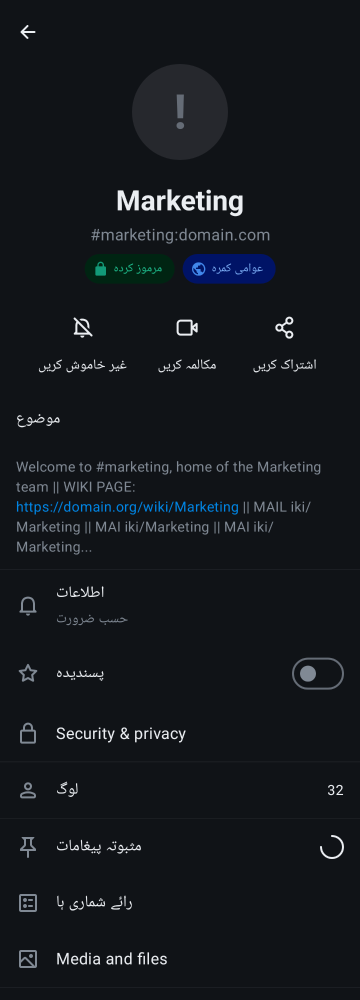 Marketing
#marketing:domain.com
مرموز کرده
عوامی کمرہ
غیر خاموش کریں
مکالمہ کریں
اشتراک کریں
موضوع
Welcome to #marketing, home of the Marketing
team || WIKI PAGE:
https://domain.org/wiki/Marketing || MAIL iki/
Marketing || MAI iki/Marketing || MAI iki/
Marketing...
اطلاعات
حسب ضرورت
پسندیدہ
Security & privacy
لوگ
32
مثبوتہ پیغامات
رائے شماری ہا
Media and files